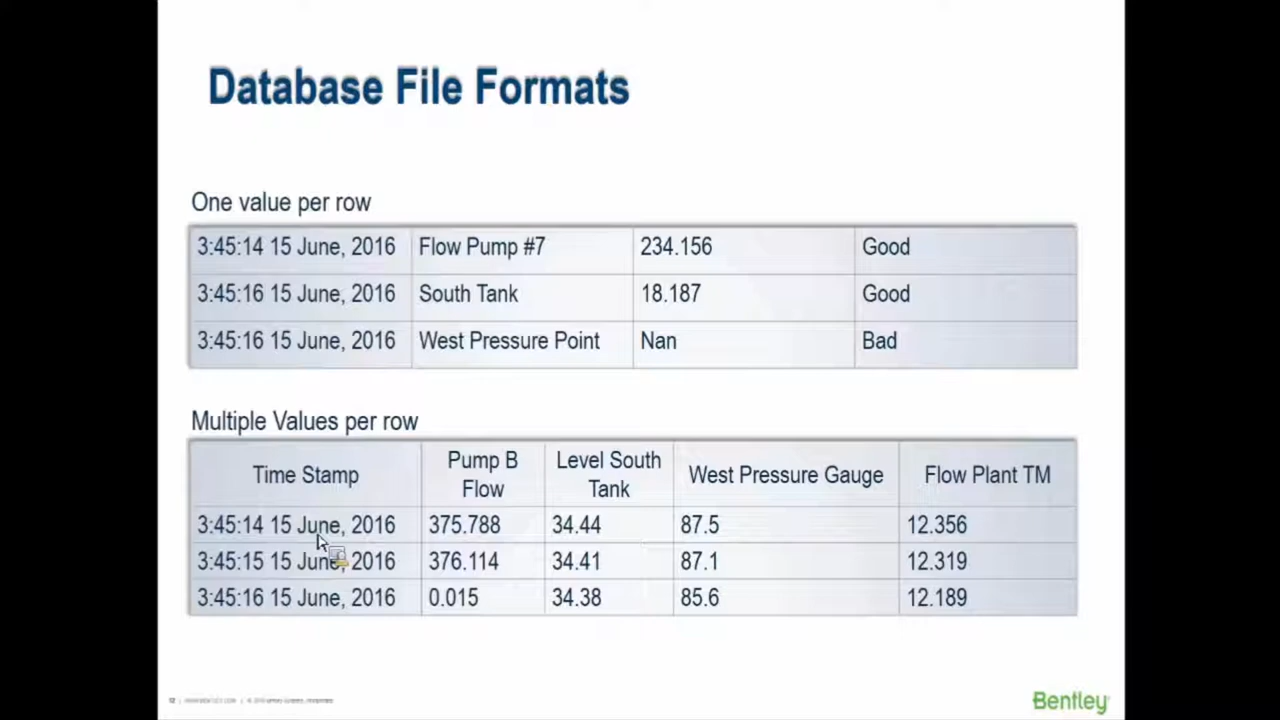 Database File Formats
One value per row
3:45:14 15 June, 2016 Flow Pump #7 234.156 Good
3:45:16 15 June, 2016 South Tank 18.187 Good
3:45:16 15 June, 2016 West Pressure Point Nan Bad
Multiple Values per row
Time Stamp Pump B Flow Level South Tank West Pressure Gauge Flow Plant TM
3:45:14 15 June, 2016 375.788 34.44 87.5 12.356
3:45:15 15 June, 2016 376.114 34.41 87.1 12.319
3:45:16 15 June, 2016 0.015 34.38 85.6 12.189
Bentley